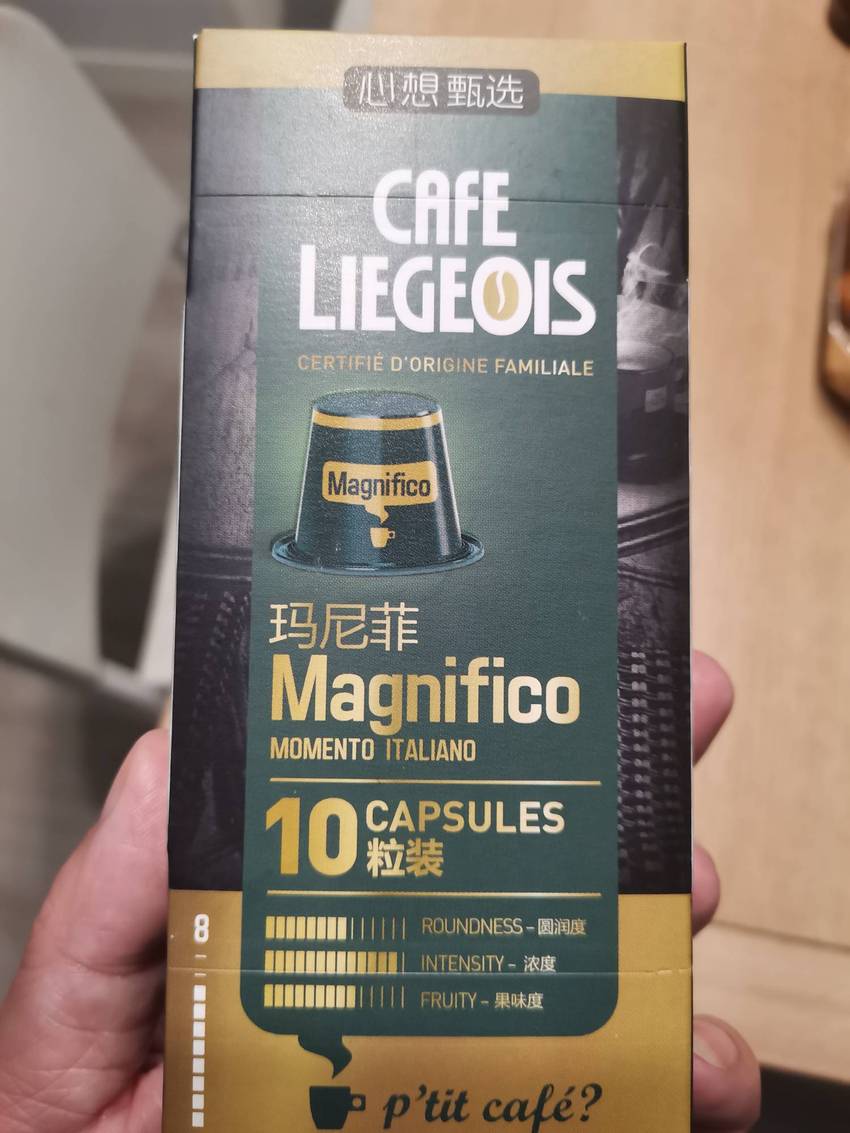 心想甄选
CAFE
LIEGEOIS
CERTIFIÉ D'ORIGINE FAMILIALE
Magnifico
玛尼菲
Magnifico
MOMENTO ITALIANO
10 CAPSULES
粒装
8
ROUNDNESS – 圆润度
INTENSITY – 浓度
FRUITY – 果味度
p'tit café?